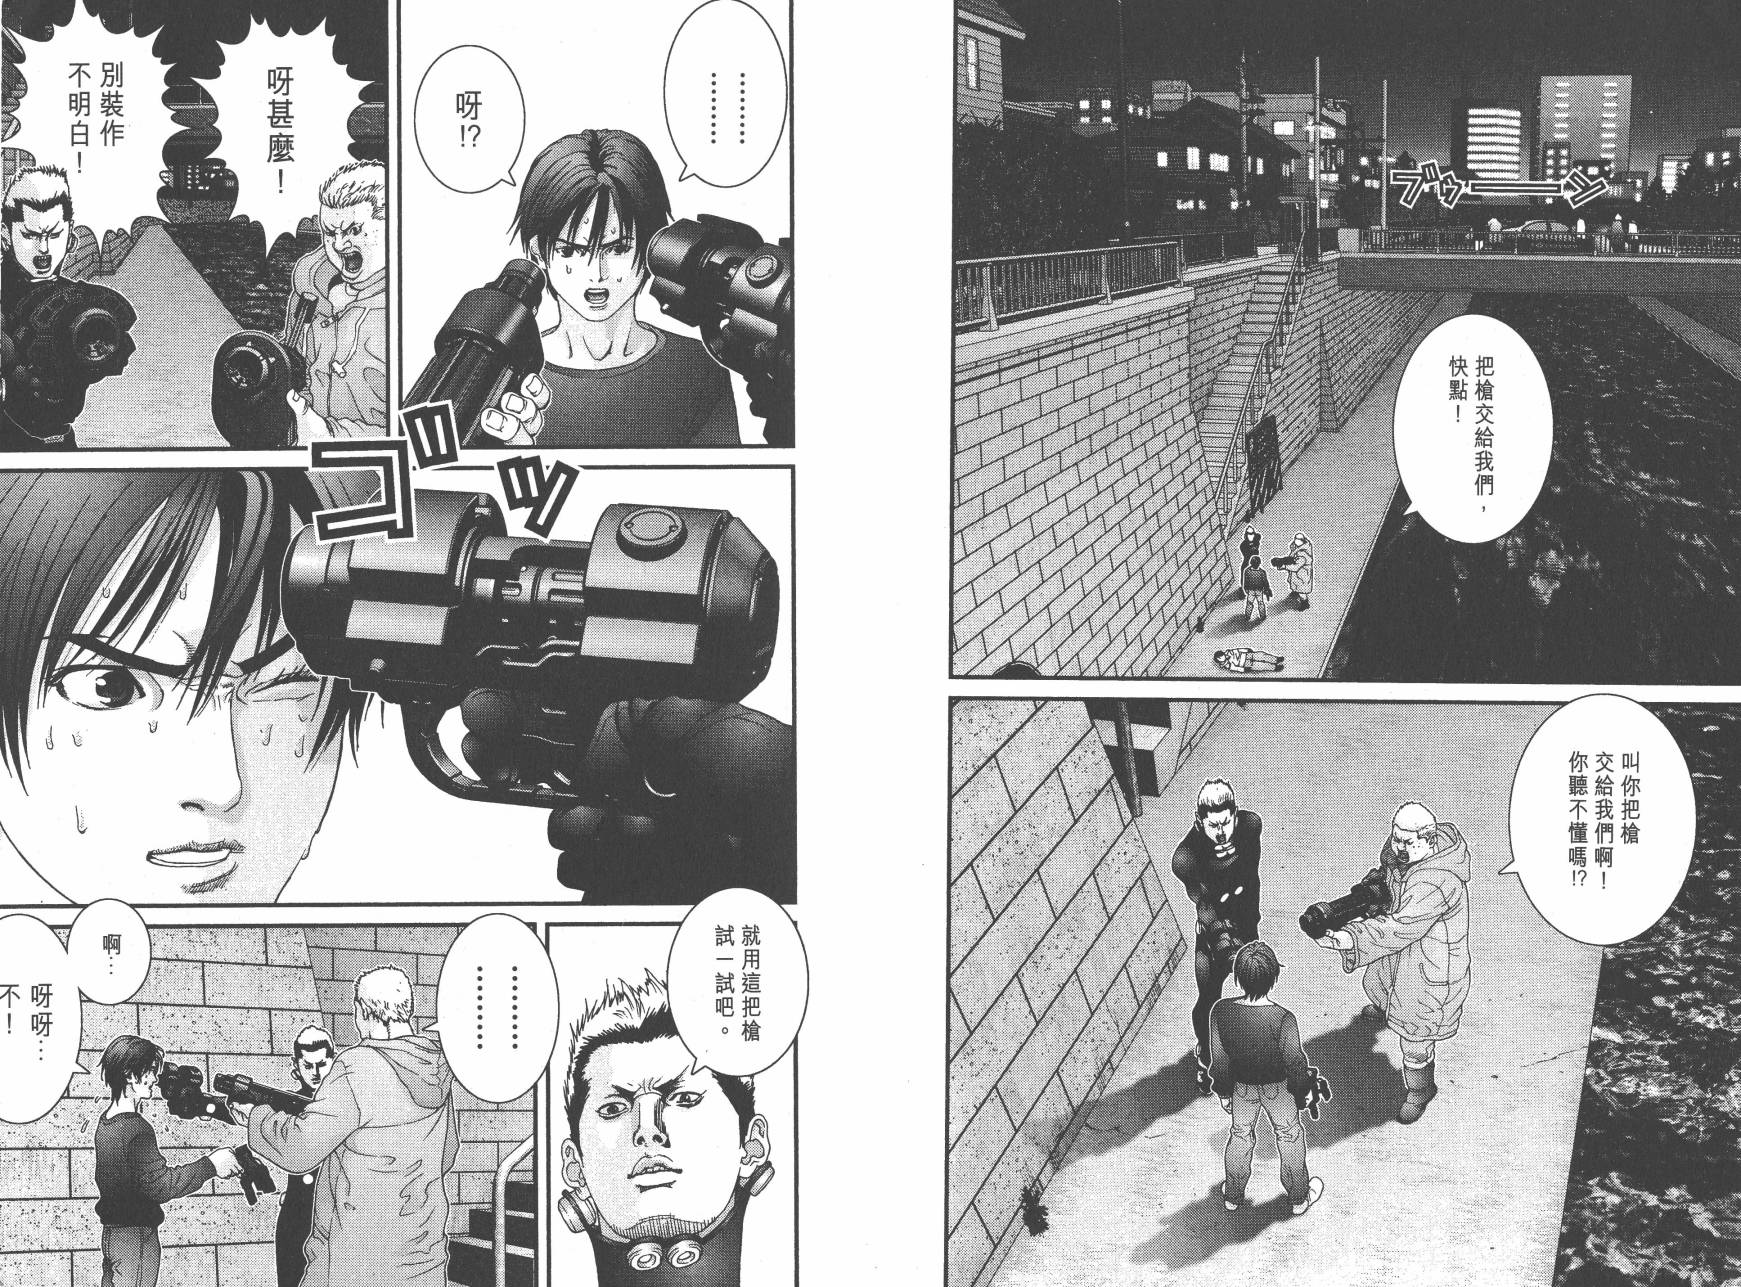 ブゥーーン
把槍交給我們，
快點！
叫你把槍
交給我們啊！
你聽不懂嗎!?
………
………
呀!?
呀甚麼！
別裝作
不明白！
ゴツ
就用這把槍
試一試吧。
………
………
啊…
呀呀…
不！